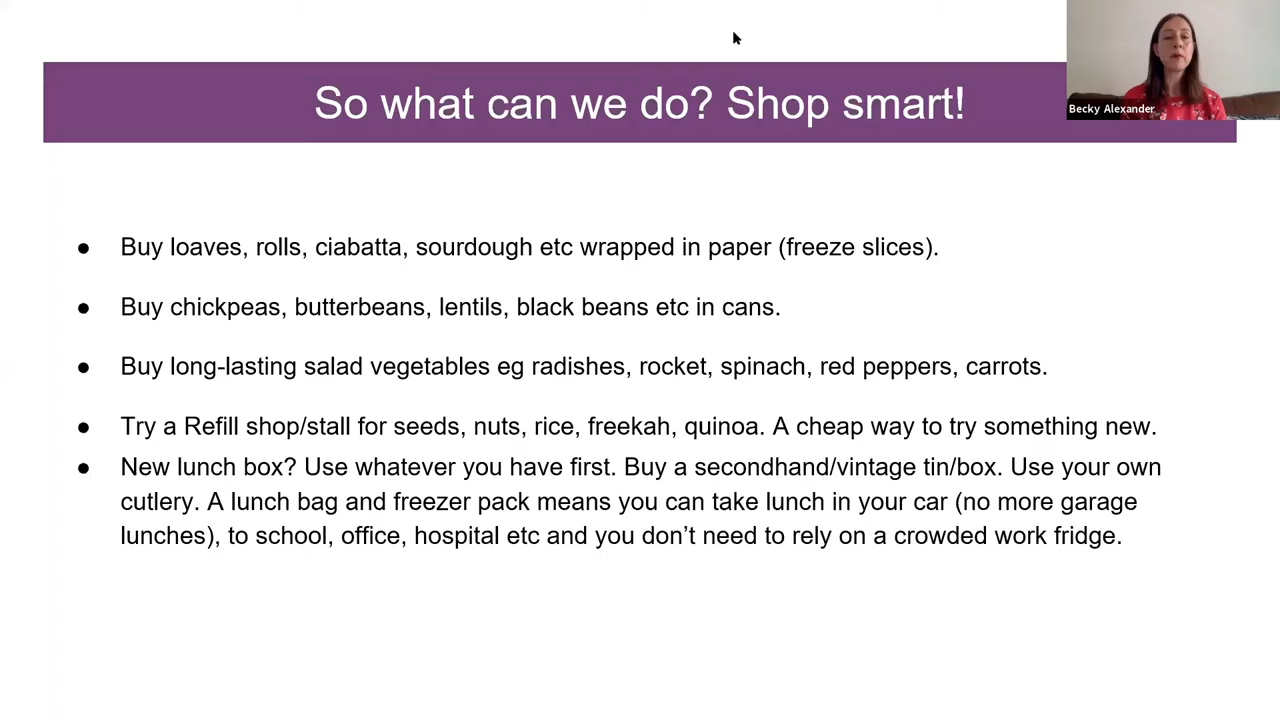 So what can we do? Shop smart!
Becky Alexander
● Buy loaves, rolls, ciabatta, sourdough etc wrapped in paper (freeze slices).
● Buy chickpeas, butterbeans, lentils, black beans etc in cans.
● Buy long-lasting salad vegetables eg radishes, rocket, spinach, red peppers, carrots.
● Try a Refill shop/stall for seeds, nuts, rice, freekah, quinoa. A cheap way to try something new.
● New lunch box? Use whatever you have first. Buy a secondhand/vintage tin/box. Use your own
cutlery. A lunch bag and freezer pack means you can take lunch in your car (no more garage
lunches), to school, office, hospital etc and you don’t need to rely on a crowded work fridge.